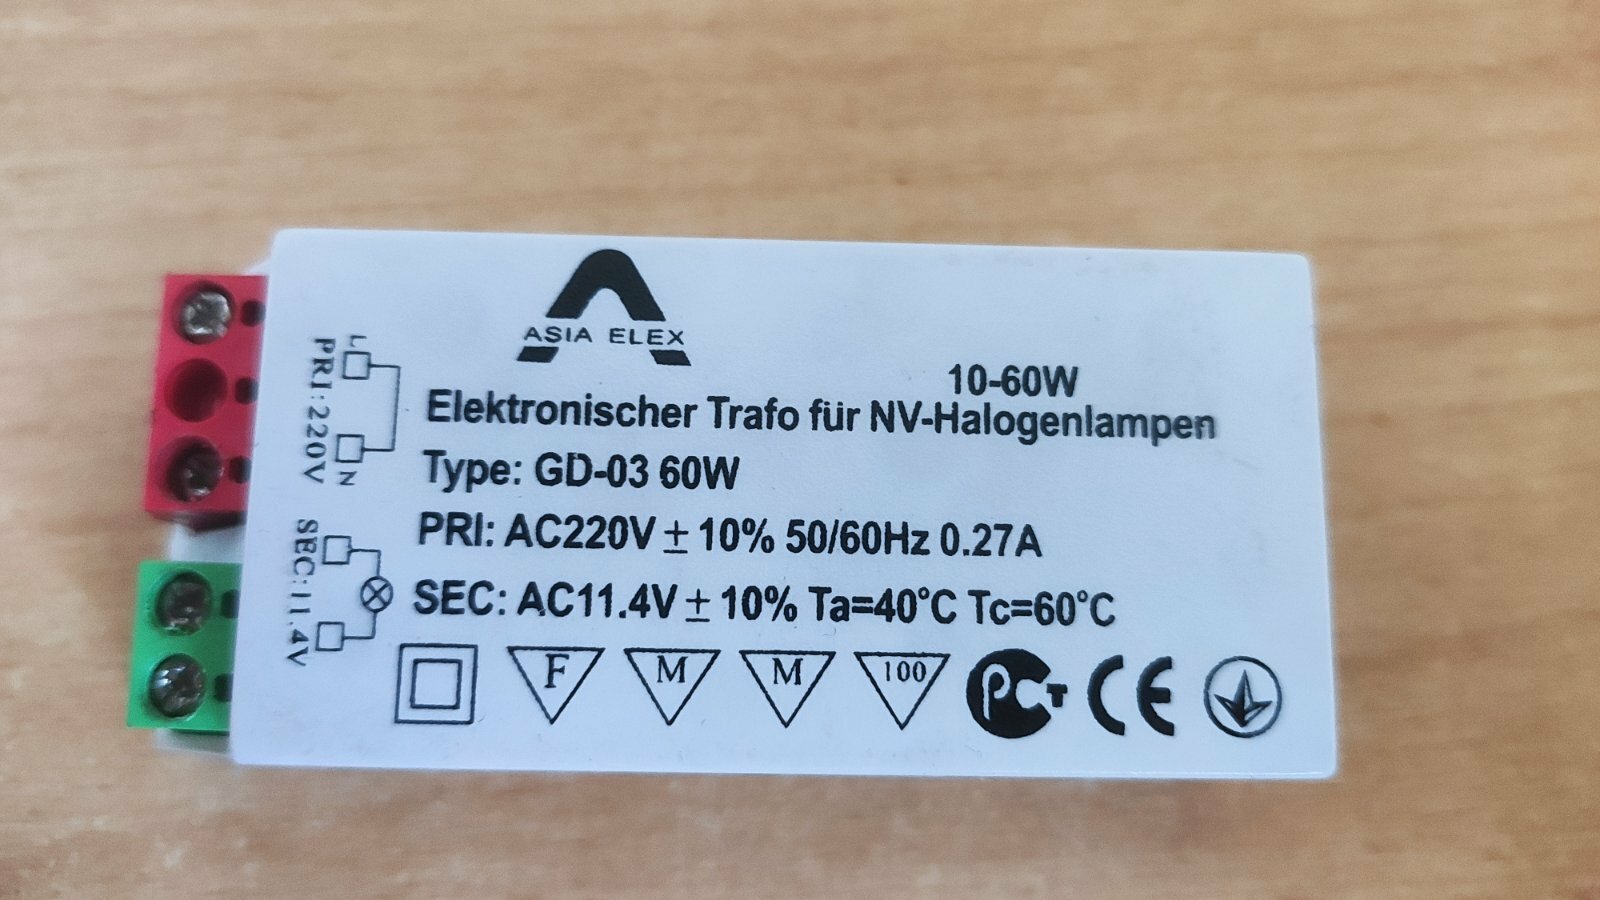 ASIA ELEX
10-60W
Elektronischer Trafo für NV-Halogenlampen
Type: GD-03 60W
PRI: AC220V ± 10% 50/60Hz 0.27A
SEC: AC11.4V ± 10% Ta=40°C Tc=60°C
F M M 100 PCT CE
L
PRI:220V
N
SEC:11.4V